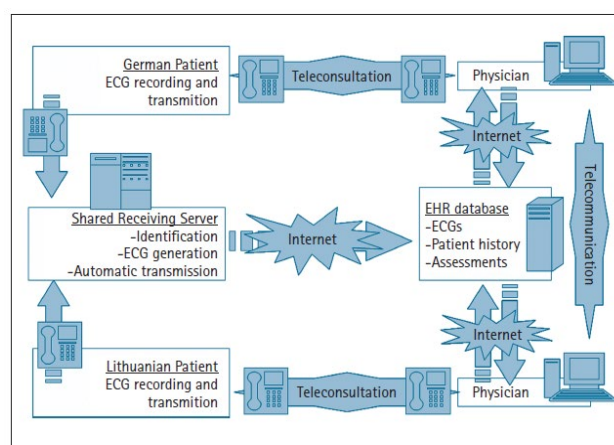 German Patient
ECG recording and
transmition
Teleconsultation
Physician
Internet
Telecommunication
Shared Receiving Server
-Identification
-ECG generation
-Automatic transmission
Internet
EHR database
-ECGs
-Patient history
-Assessments
Internet
Lithuanian Patient
ECG recording and
transmition
Teleconsultation
Physician